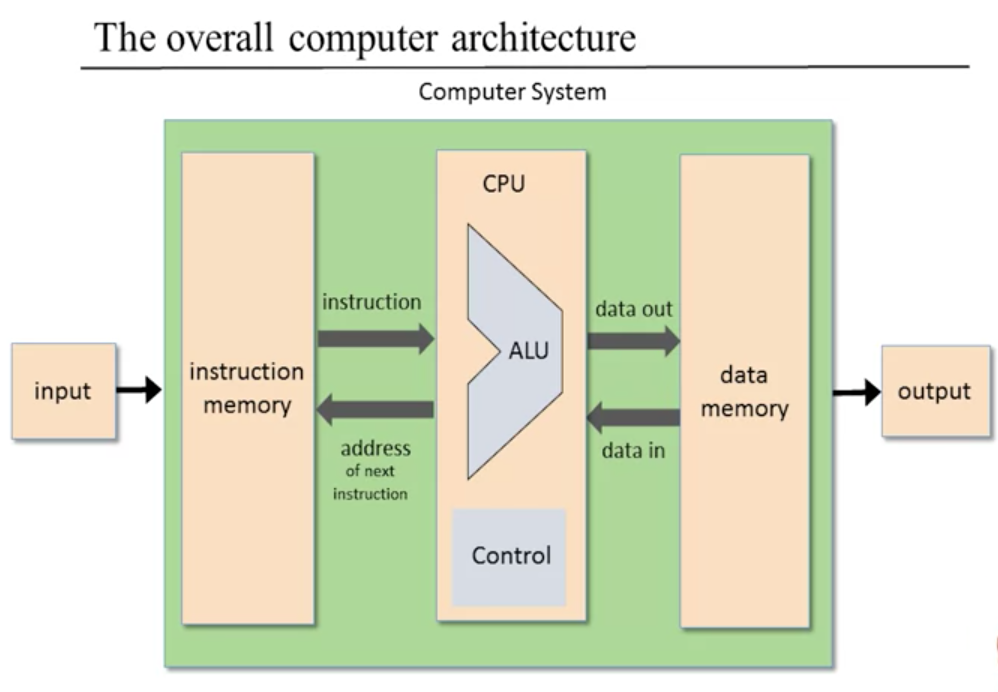 The overall computer architecture
Computer System
CPU
instruction
data out
ALU
input
instruction
memory
data
memory
output
address
of next
instruction
data in
Control